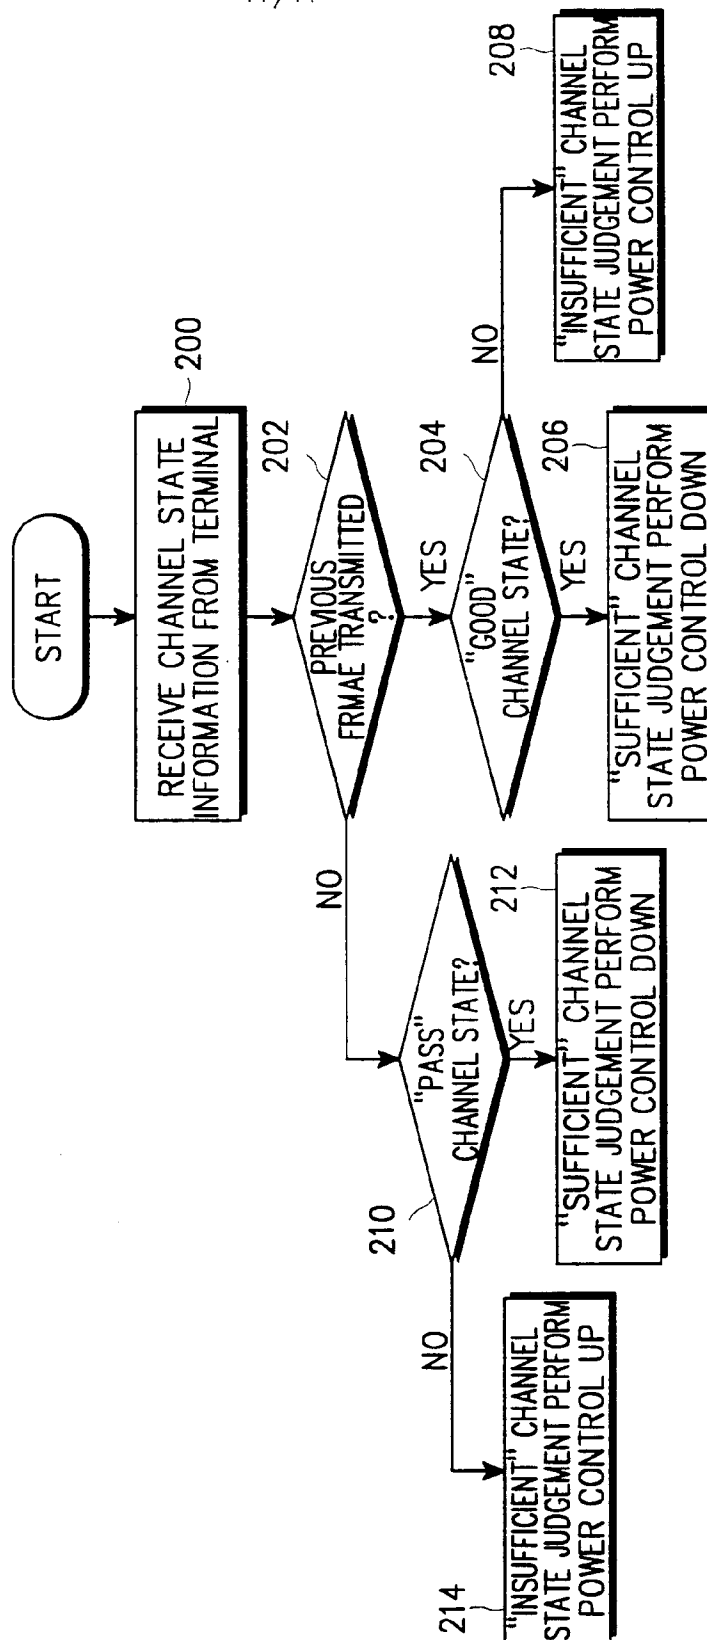 START
200
RECEIVE CHANNEL STATE
INFORMATION FROM TERMINAL
202
PREVIOUS
FRMAE TRANSMITTED
?
NO
YES
204
"GOOD"
CHANNEL STATE?
NO
YES
206
"SUFFICIENT" CHANNEL
STATE JUDGEMENT PERFORM
POWER CONTROL DOWN
208
"INSUFFICIENT" CHANNEL
STATE JUDGEMENT PERFORM
POWER CONTROL UP
210
"PASS"
CHANNEL STATE?
NO
YES
212
"SUFFICIENT" CHANNEL
STATE JUDGEMENT PERFORM
POWER CONTROL DOWN
214
"INSUFFICIENT" CHANNEL
STATE JUDGEMENT PERFORM
POWER CONTROL UP